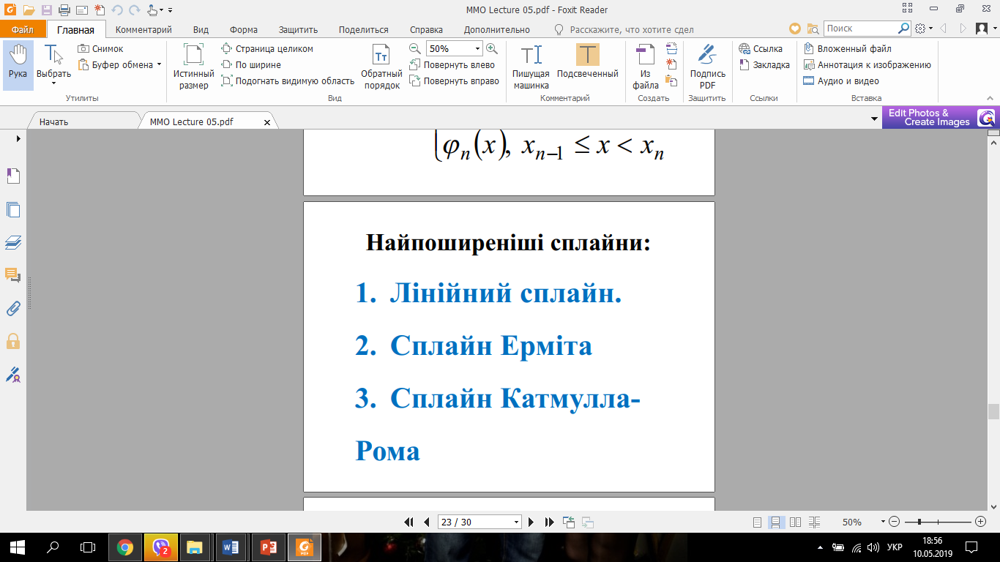 MMO Lecture 05.pdf - Foxit Reader
Файл Главная Комментарий Вид Форма Защитить Поделиться Справка Дополнительно Расскажите, что хотите сдел Поиск
Рука
Выбрать
Снимок
Буфер обмена
Утилиты
Истинный размер
Страница целиком
По ширине
Подогнать видимую область
Обратный порядок
50%
Повернуть влево
Повернуть вправо
Вид
Пишущая машинка
Подсвеченный
Комментарий
Из файла
Создать
Подпись PDF
Защитить
Ссылка
Закладка
Ссылки
Вложенный файл
Аннотация к изображению
Аудио и видео
Вставка
Начать
MMO Lecture 05.pdf
Edit Photos &
Create Images
φn(x), xn−1 ≤ x < xn
Найпоширеніші сплайни:
1. Лінійний сплайн.
2. Сплайн Ерміта
3. Сплайн Катмулла-
Рома
23 / 30
50%
2
УКР
18:56
10.05.2019